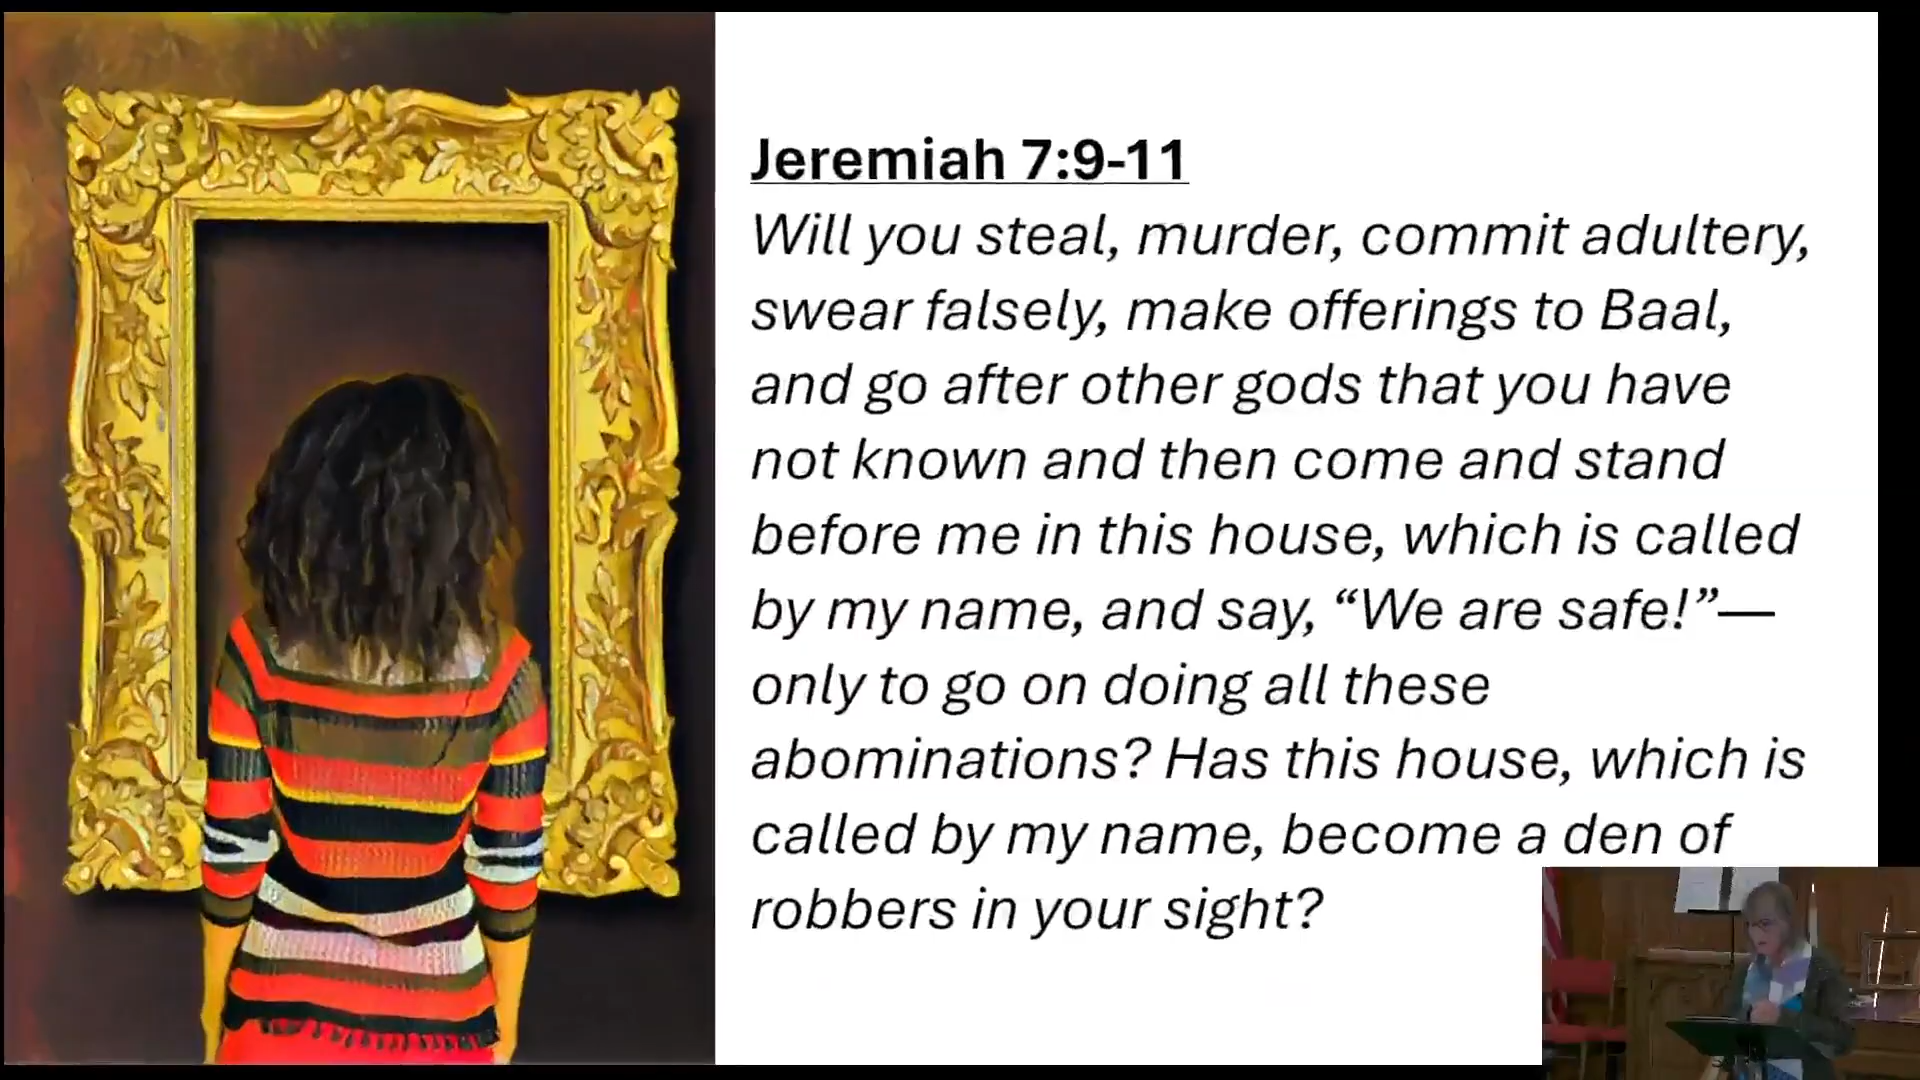 Jeremiah 7:9-11
Will you steal, murder, commit adultery,
swear falsely, make offerings to Baal,
and go after other gods that you have
not known and then come and stand
before me in this house, which is called
by my name, and say, “We are safe!”—
only to go on doing all these
abominations? Has this house, which is
called by my name, become a den of
robbers in your sight?